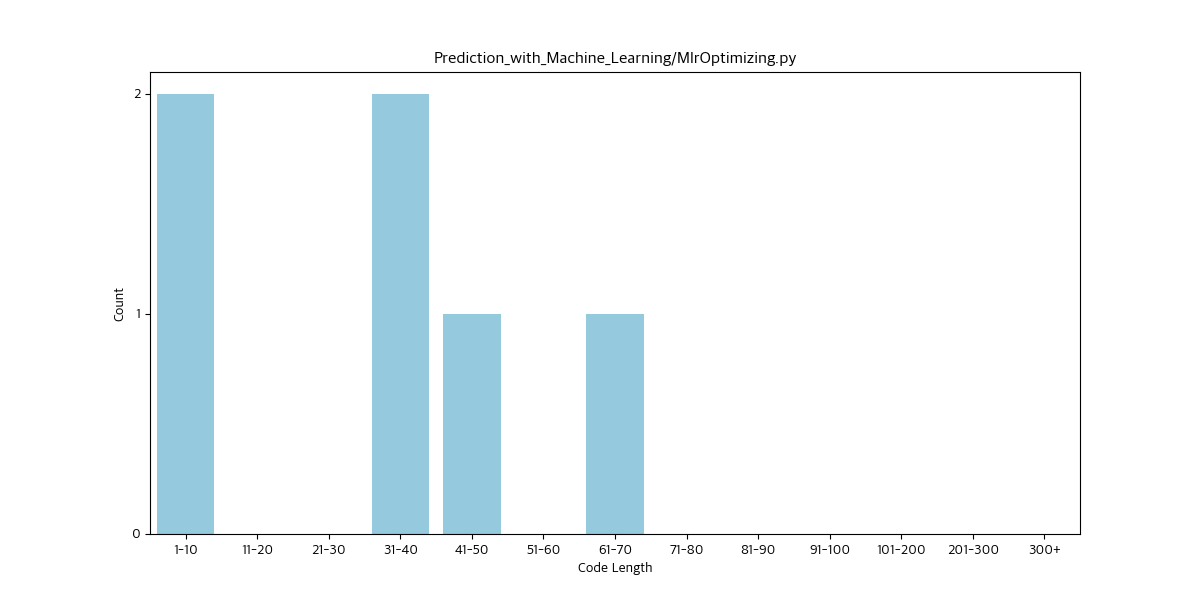 Prediction_with_Machine_Learning/MlrOptimizing.py
2
1
0
Count
1-10 11-20 21-30 31-40 41-50 51-60 61-70 71-80 81-90 91-100 101-200 201-300 300+
Code Length